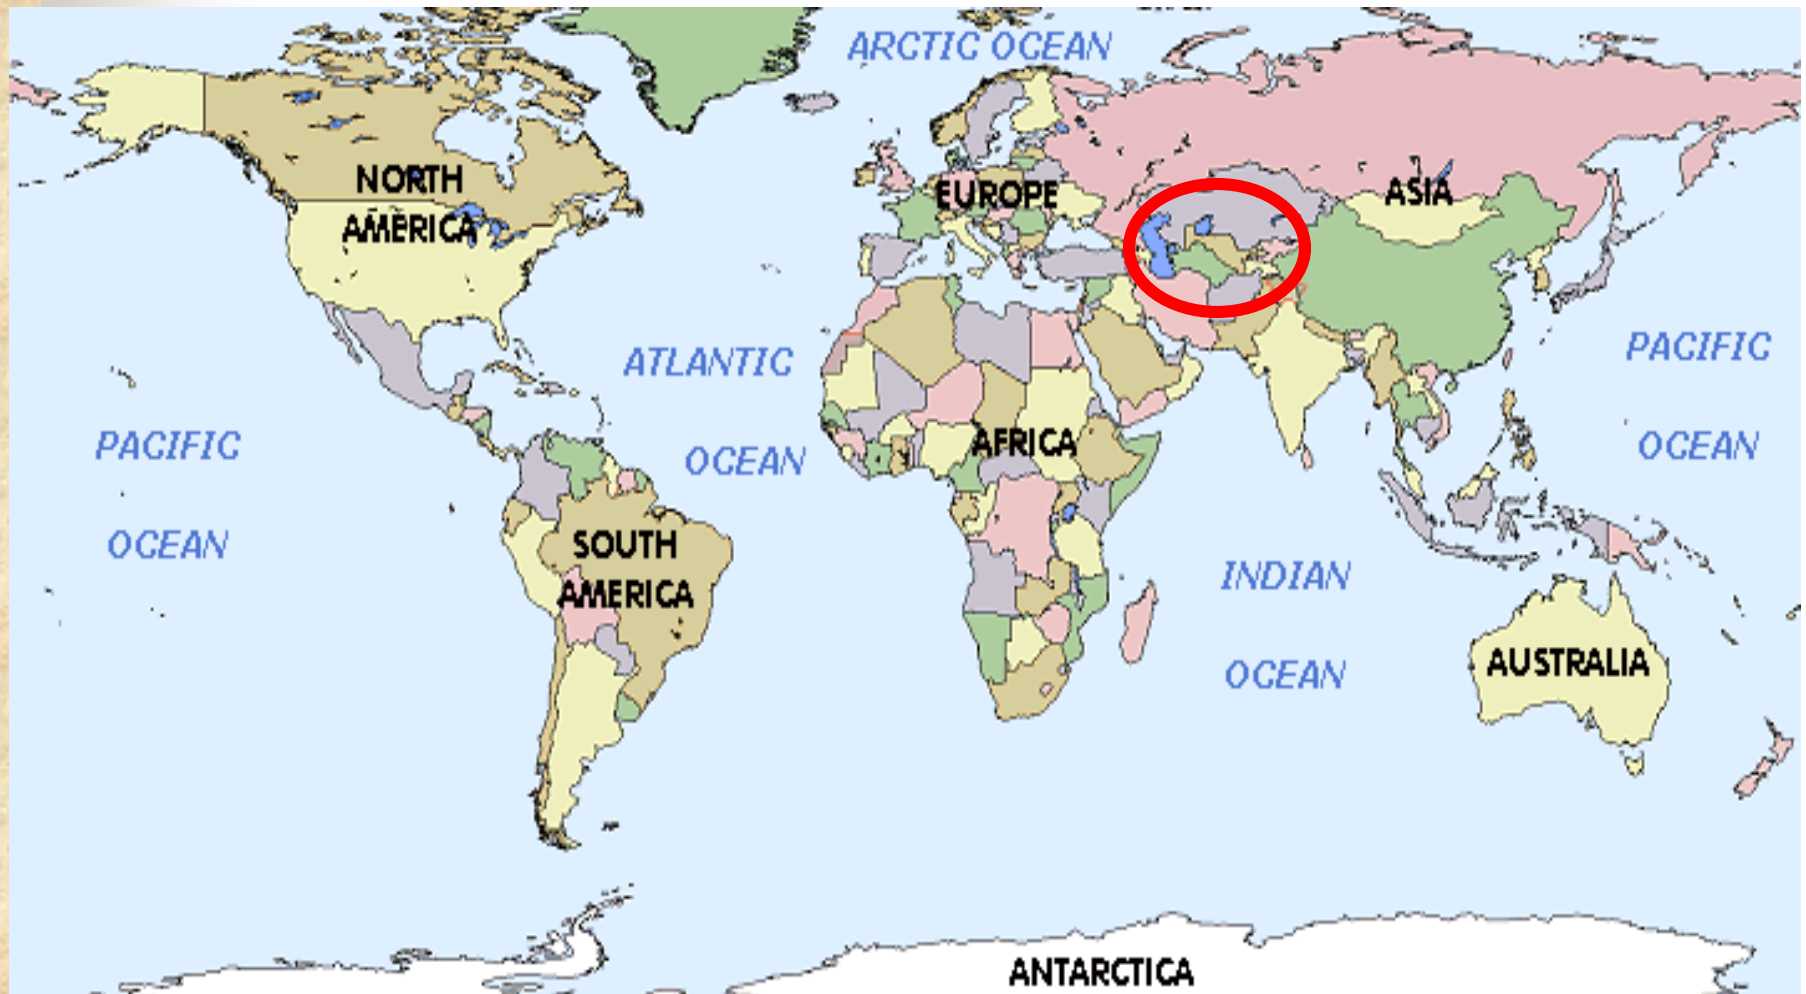 ARCTIC OCEAN
NORTH
AMERICA
EUROPE
ASIA
ATLANTIC
OCEAN
PACIFIC
OCEAN
PACIFIC
OCEAN
AFRICA
SOUTH
AMERICA
INDIAN
OCEAN
AUSTRALIA
ANTARCTICA